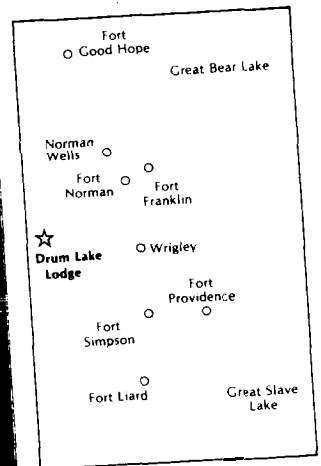 Fort
Good Hope
Great Bear Lake
Norman
Wells
Fort
Norman
Fort
Franklin
Drum Lake
Lodge
Wrigley
Fort
Providence
Fort
Simpson
Fort Liard
Great Slave
Lake